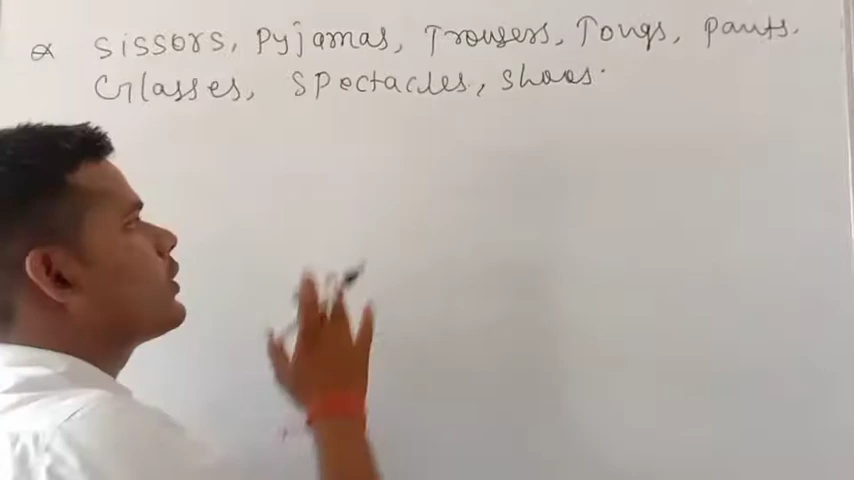 ∝ Sissors, Pyjamas, Trousers, Tongs, Pants.
Glasses, Spectacles, Shoes.